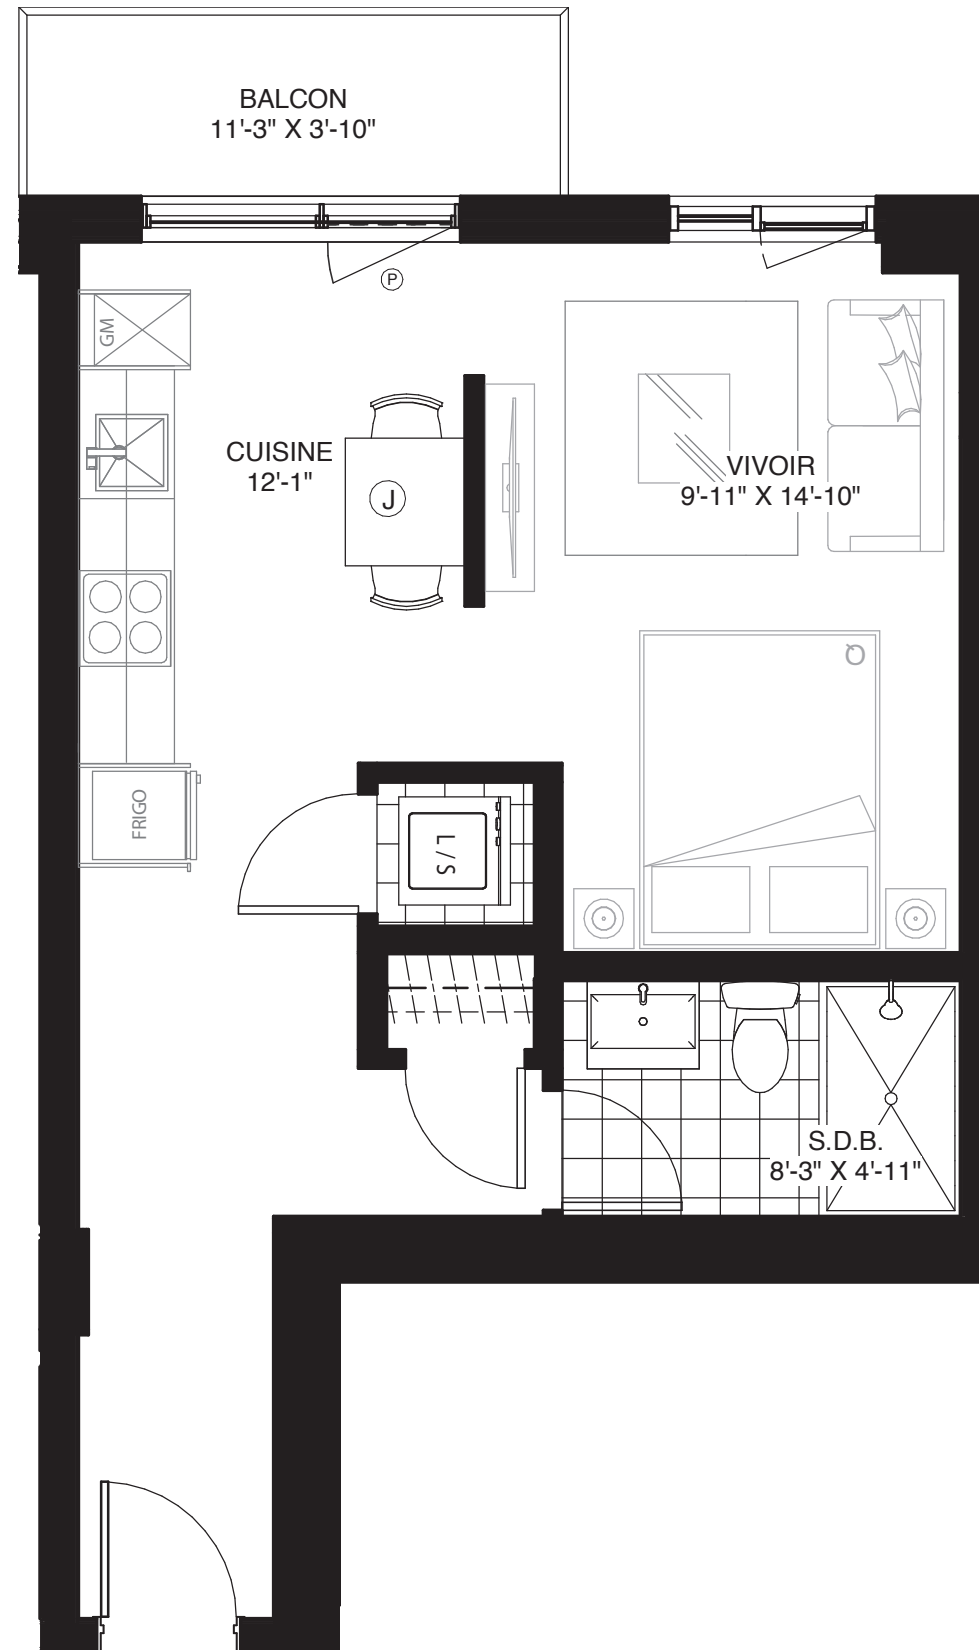 BALCON
11'-3" X 3'-10"
P
GM
CUISINE
12'-1"
J
VIVOIR
9'-11" X 14'-10"
Q
FRIGO
L / S
S.D.B.
8'-3" X 4'-11"